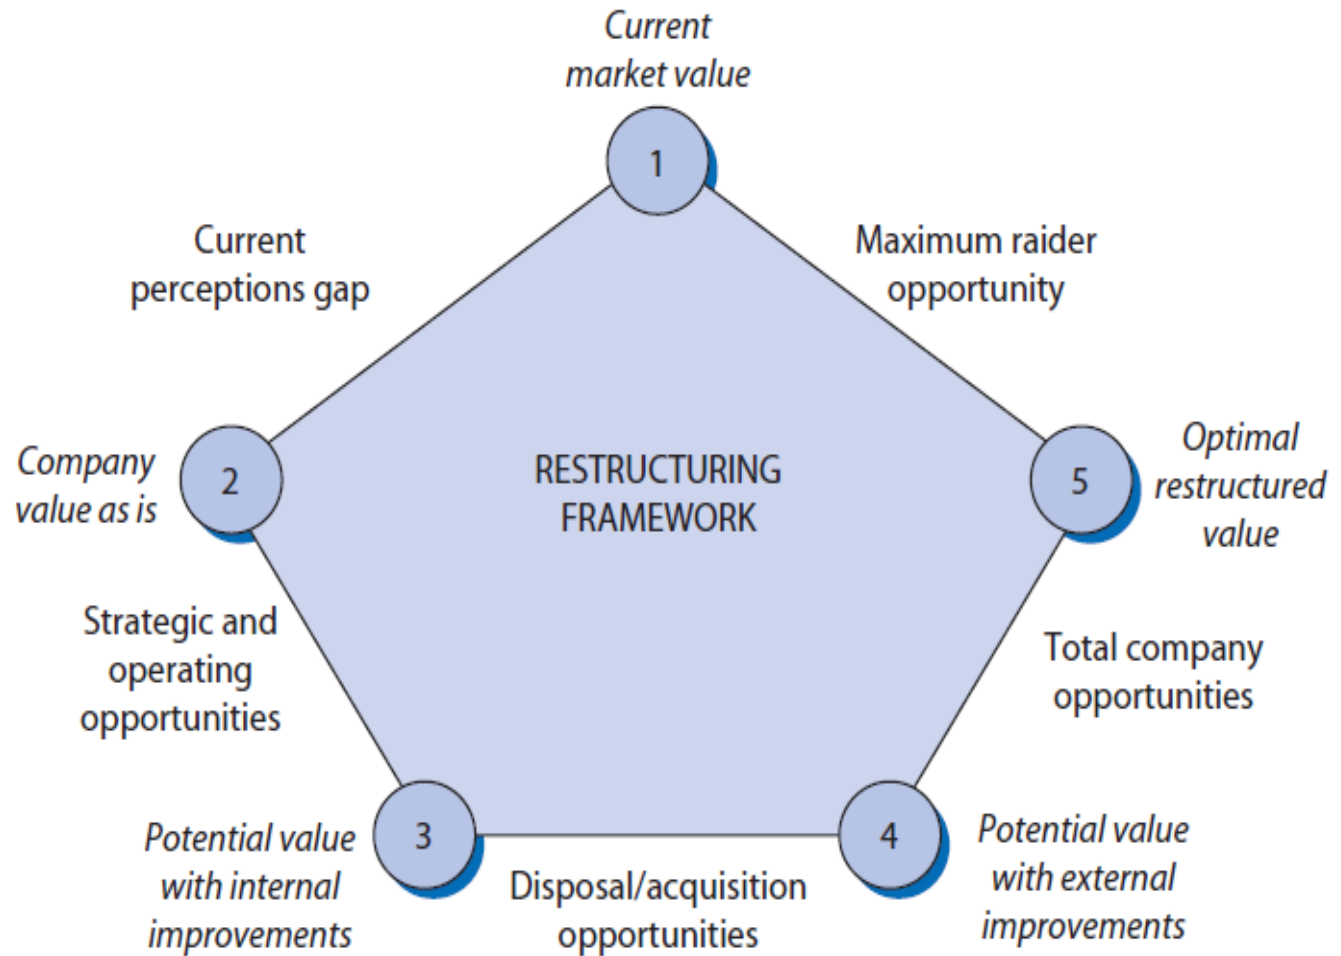 Current
market value
1
Current
perceptions gap
Maximum raider
opportunity
Company
value as is
2
RESTRUCTURING
FRAMEWORK
5
Optimal
restructured
value
Strategic and
operating
opportunities
Total company
opportunities
Potential value
with internal
improvements
3
Disposal/acquisition
opportunities
4
Potential value
with external
improvements